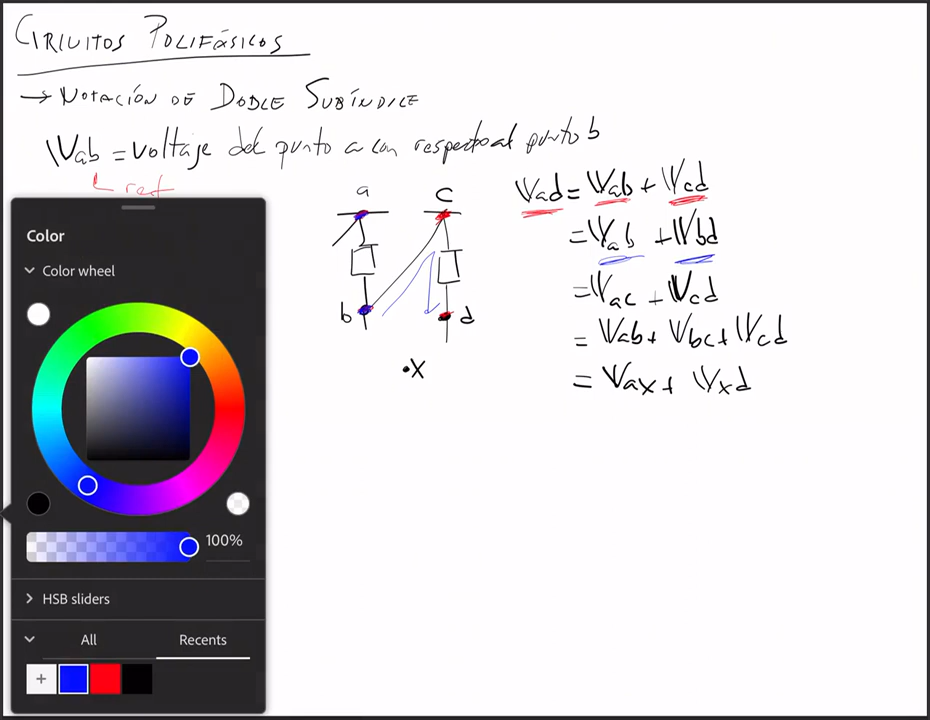 CIRCUITOS POLIFÁSICOS
→ NOTACIÓN DE DOBLE SUBÍNDICE
Vab = voltaje del punto a con respecto al punto b
ref
a
c
b
d
•X
Vad = Vab + Vcd
= Vab + Vbd
= Vac + Vcd
= Vab + Vbc + Vcd
= Vax + Vxd
Color
Color wheel
100%
HSB sliders
All
Recents
+